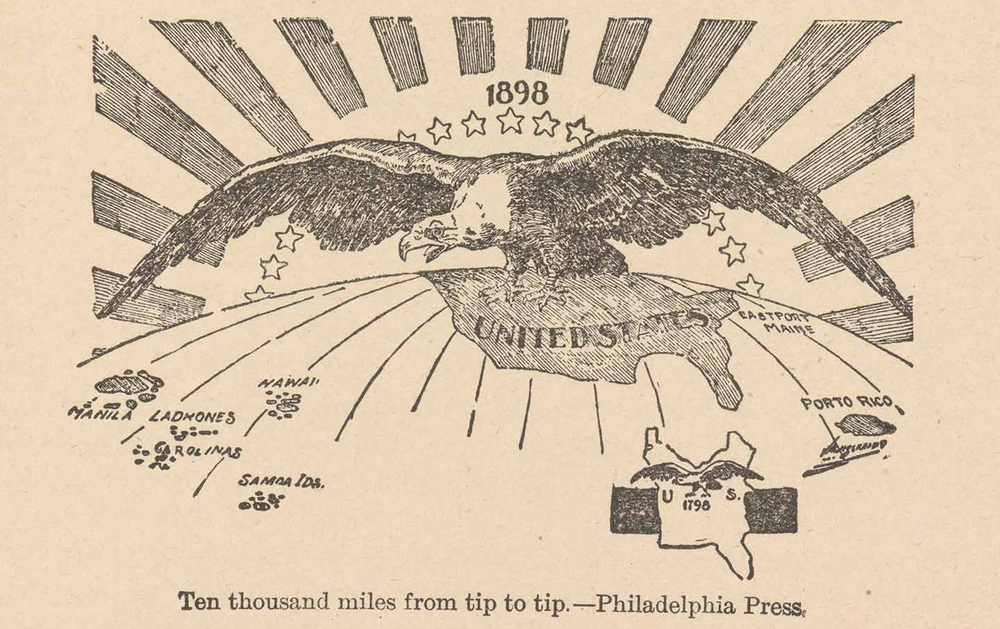 1898
UNITED STATES
EASTPORT
MAINE
HAWAII
MANILA
LADRONES
CAROLINAS
SAMOA IDS.
PORTO RICO
U S.
1798
Ten thousand miles from tip to tip.—Philadelphia Press.